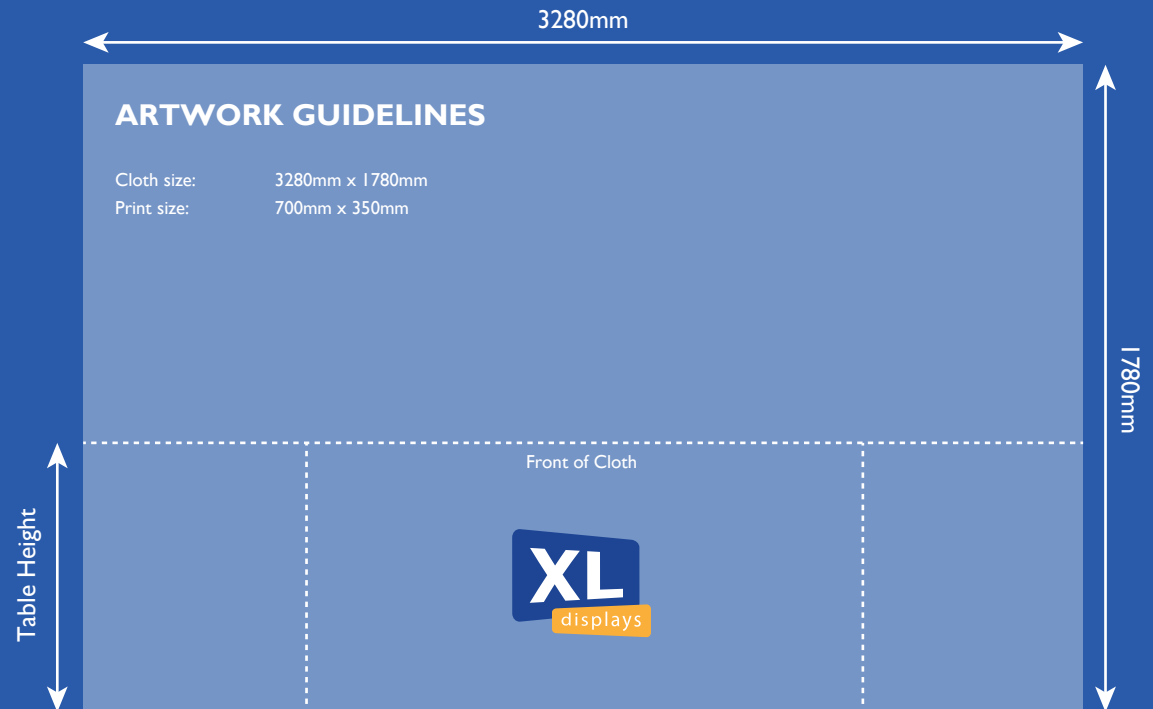 3280mm
ARTWORK GUIDELINES
Cloth size: 3280mm x 1780mm
Print size: 700mm x 350mm
1780mm
Front of Cloth
Table Height
XL
displays